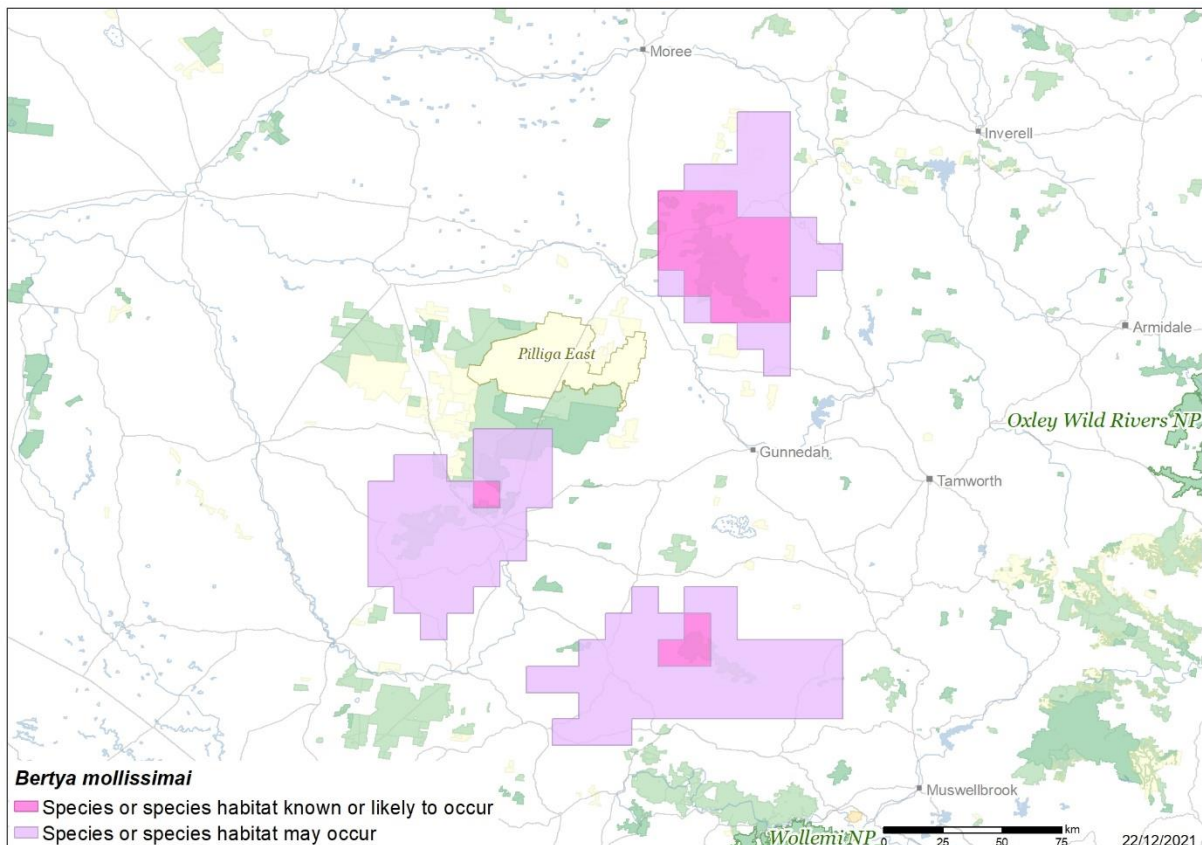 Moree
Inverell
Armidale
Pilliga East
Oxley Wild Rivers NP
Gunnedah
Tamworth
Muswellbrook
Wollemi NP
Bertya mollissimai
Species or species habitat known or likely to occur
Species or species habitat may occur
km
0 25 50 75
22/12/2021